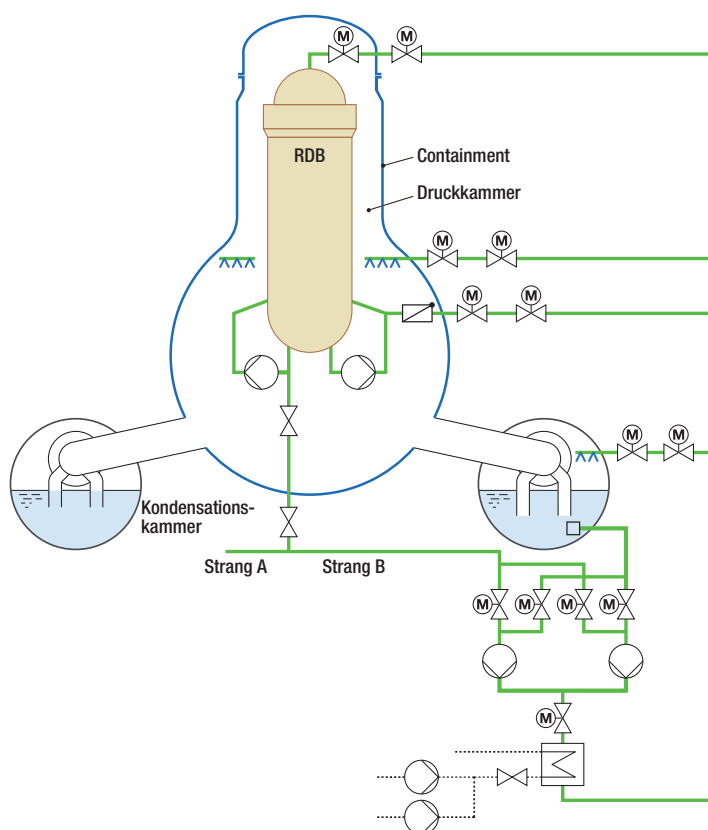 M M
RDB
Containment
Druckkammer
M M
M M
M M
Kondensations-
kammer
Strang A Strang B
M M M M
M